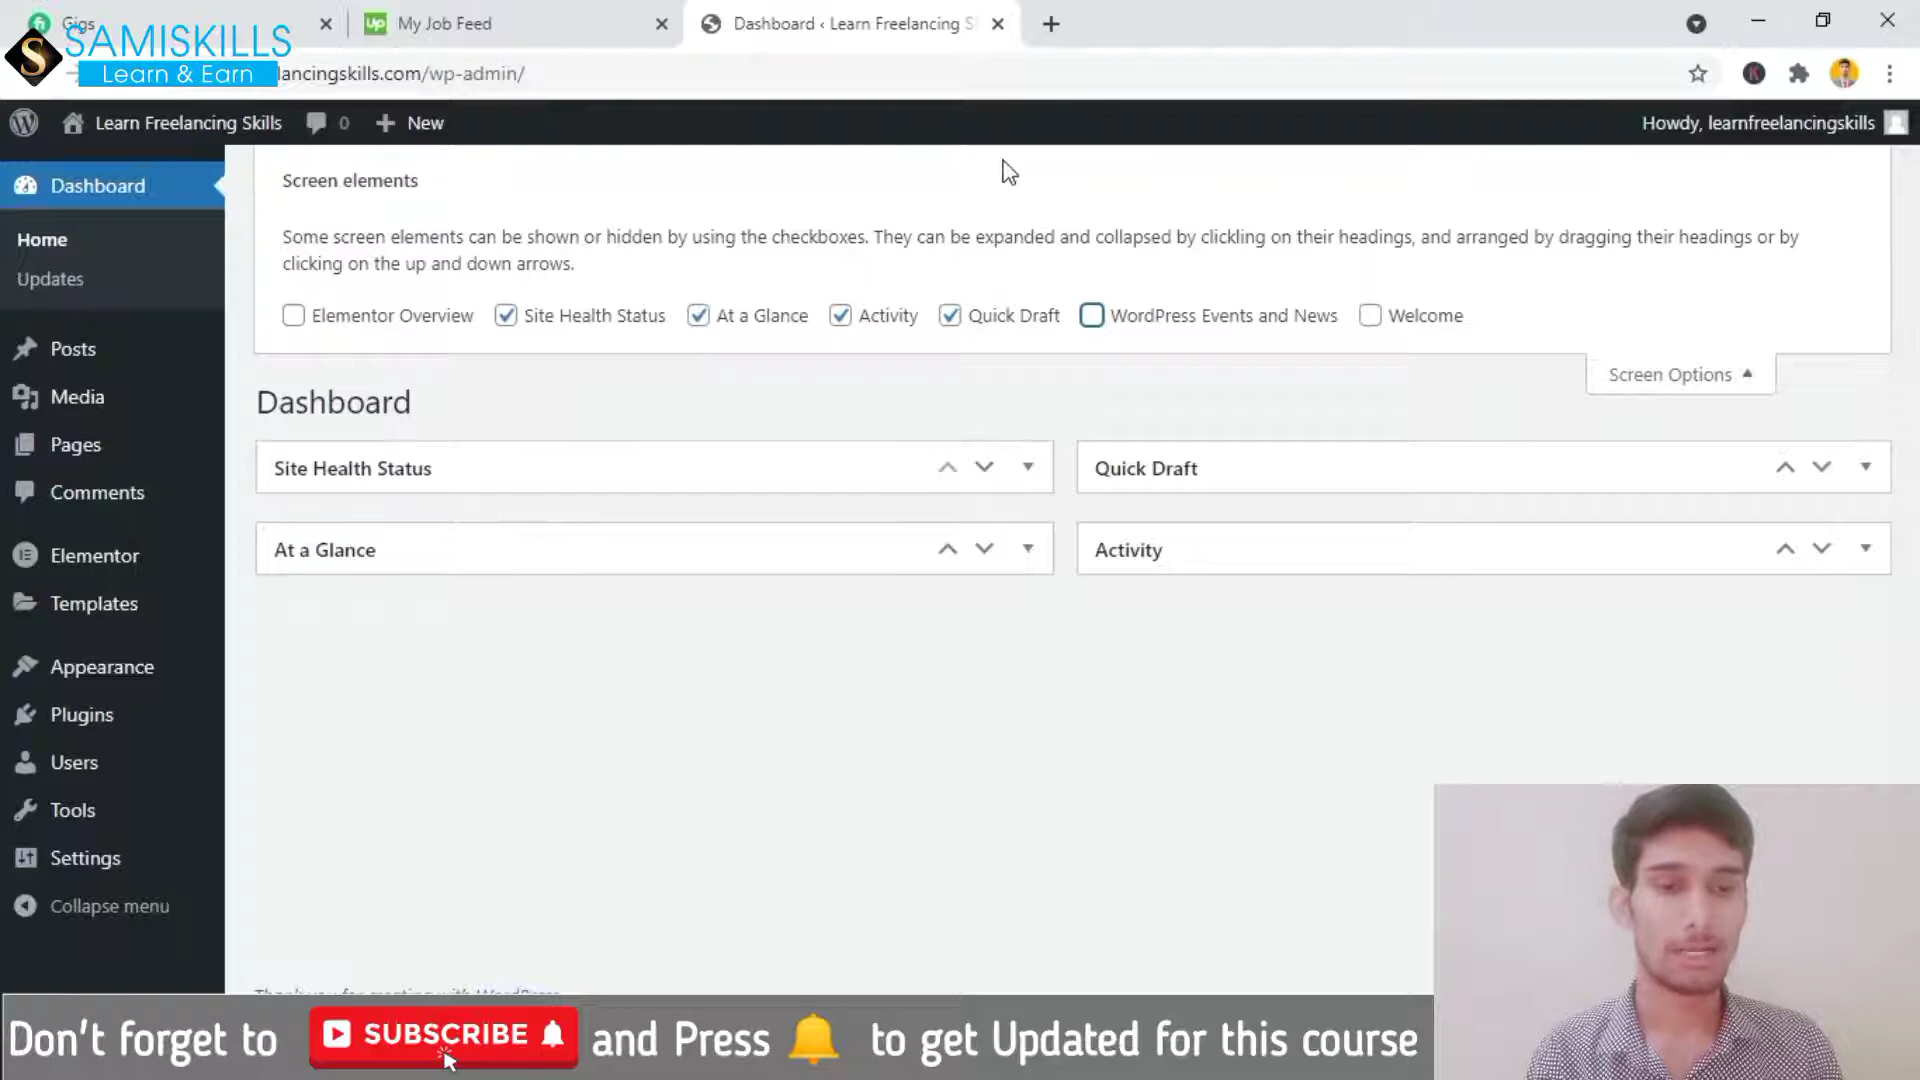 Gigs
My Job Feed
Dashboard ‹ Learn Freelancing S
SAMISKILLS
Learn & Earn
lancingskills.com/wp-admin/
Learn Freelancing Skills
0
New
Howdy, learnfreelancingskills
Dashboard
Home
Updates
Posts
Media
Pages
Comments
Elementor
Templates
Appearance
Plugins
Users
Tools
Settings
Collapse menu
Screen elements
Some screen elements can be shown or hidden by using the checkboxes. They can be expanded and collapsed by clickling on their headings, and arranged by dragging their headings or by
clicking on the up and down arrows.
Elementor Overview Site Health Status At a Glance Activity Quick Draft WordPress Events and News Welcome
Screen Options
Dashboard
Site Health Status
Quick Draft
At a Glance
Activity
Don't forget to SUBSCRIBE and Press to get Updated for this course